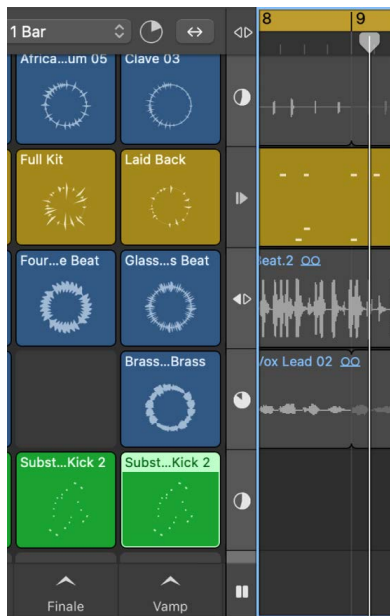 1 Bar
8
9
Africa...um 05
Clave 03
Full Kit
Laid Back
Four...e Beat
Glass...s Beat
Beat.2
Brass...Brass
Vox Lead 02
Subst...Kick 2
Subst...Kick 2
Finale
Vamp